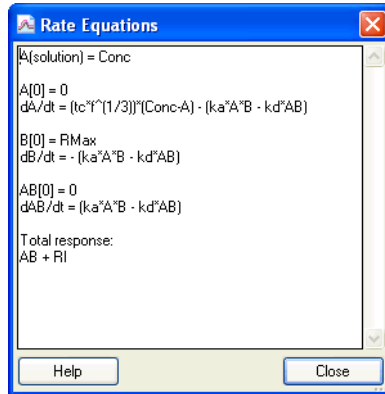 Rate Equations
A(solution) = Conc
A[0] = 0
dA/dt = (tc*f^(1/3))*(Conc-A) - (ka*A*B - kd*AB)
B[0] = RMax
dB/dt = - (ka*A*B - kd*AB)
AB[0] = 0
dAB/dt = (ka*A*B - kd*AB)
Total response:
AB + RI
Help Close